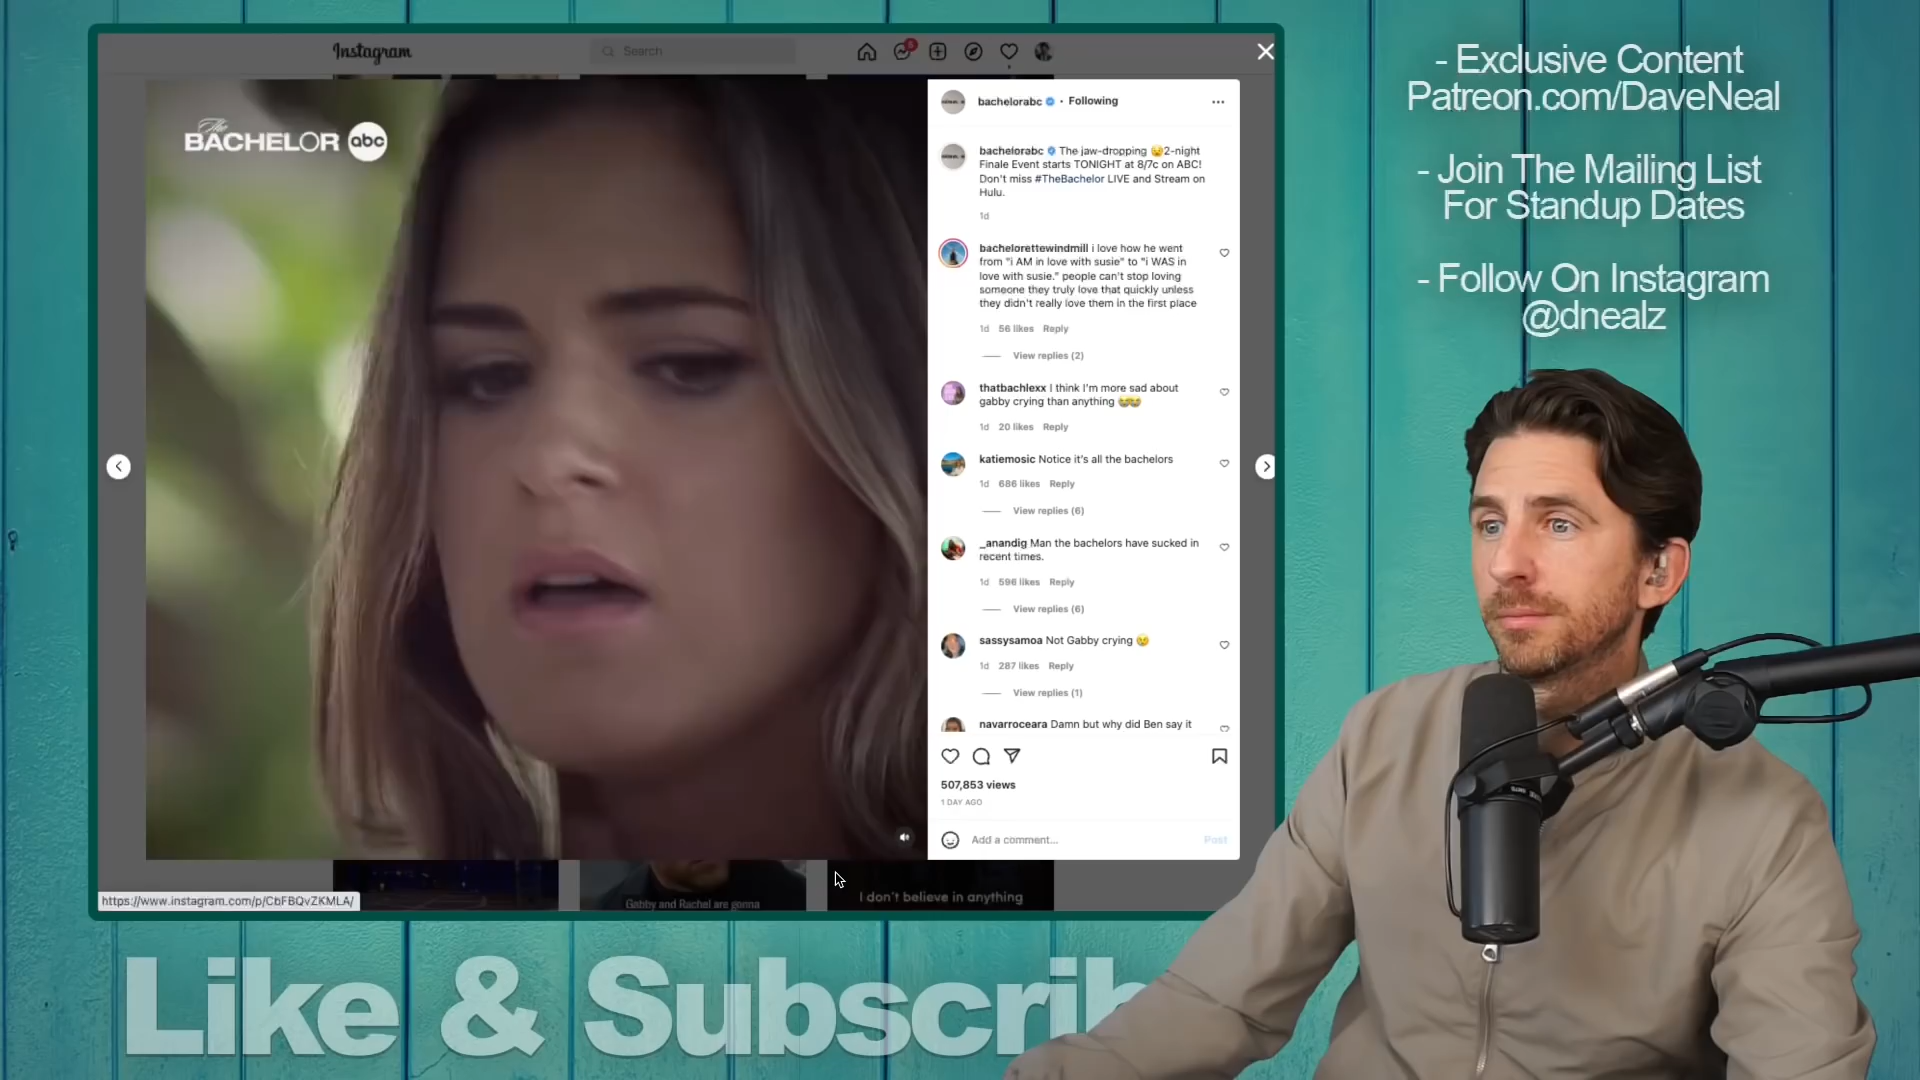 Instagram
Search
6
The
BACHELOR abc
bachelorabc • Following
bachelorabc The jaw-dropping 😧2-night
Finale Event starts TONIGHT at 8/7c on ABC!
Don't miss #TheBachelor LIVE and Stream on
Hulu.
1d
bachelorettewindmill i love how he went
from "i AM in love with susie" to "i WAS in
love with susie." people can't stop loving
someone they truly love that quickly unless
they didn't really love them in the first place
1d 56 likes Reply
View replies (2)
thatbachlexx I think I'm more sad about
gabby crying than anything 😭😭
1d 20 likes Reply
katiemosic Notice it's all the bachelors
1d 686 likes Reply
View replies (6)
_anandig Man the bachelors have sucked in
recent times.
1d 596 likes Reply
View replies (6)
sassysamoa Not Gabby crying 😢
1d 287 likes Reply
View replies (1)
navarroceara Damn but why did Ben say it
507,853 views
1 DAY AGO
Add a comment...
Post
Gabby and Rachel are gonna
I don't believe in anything
https://www.instagram.com/p/CbFBQvZKMLA/
- Exclusive Content
Patreon.com/DaveNeal
- Join The Mailing List
For Standup Dates
- Follow On Instagram
@dnealz
Like & Subscrib